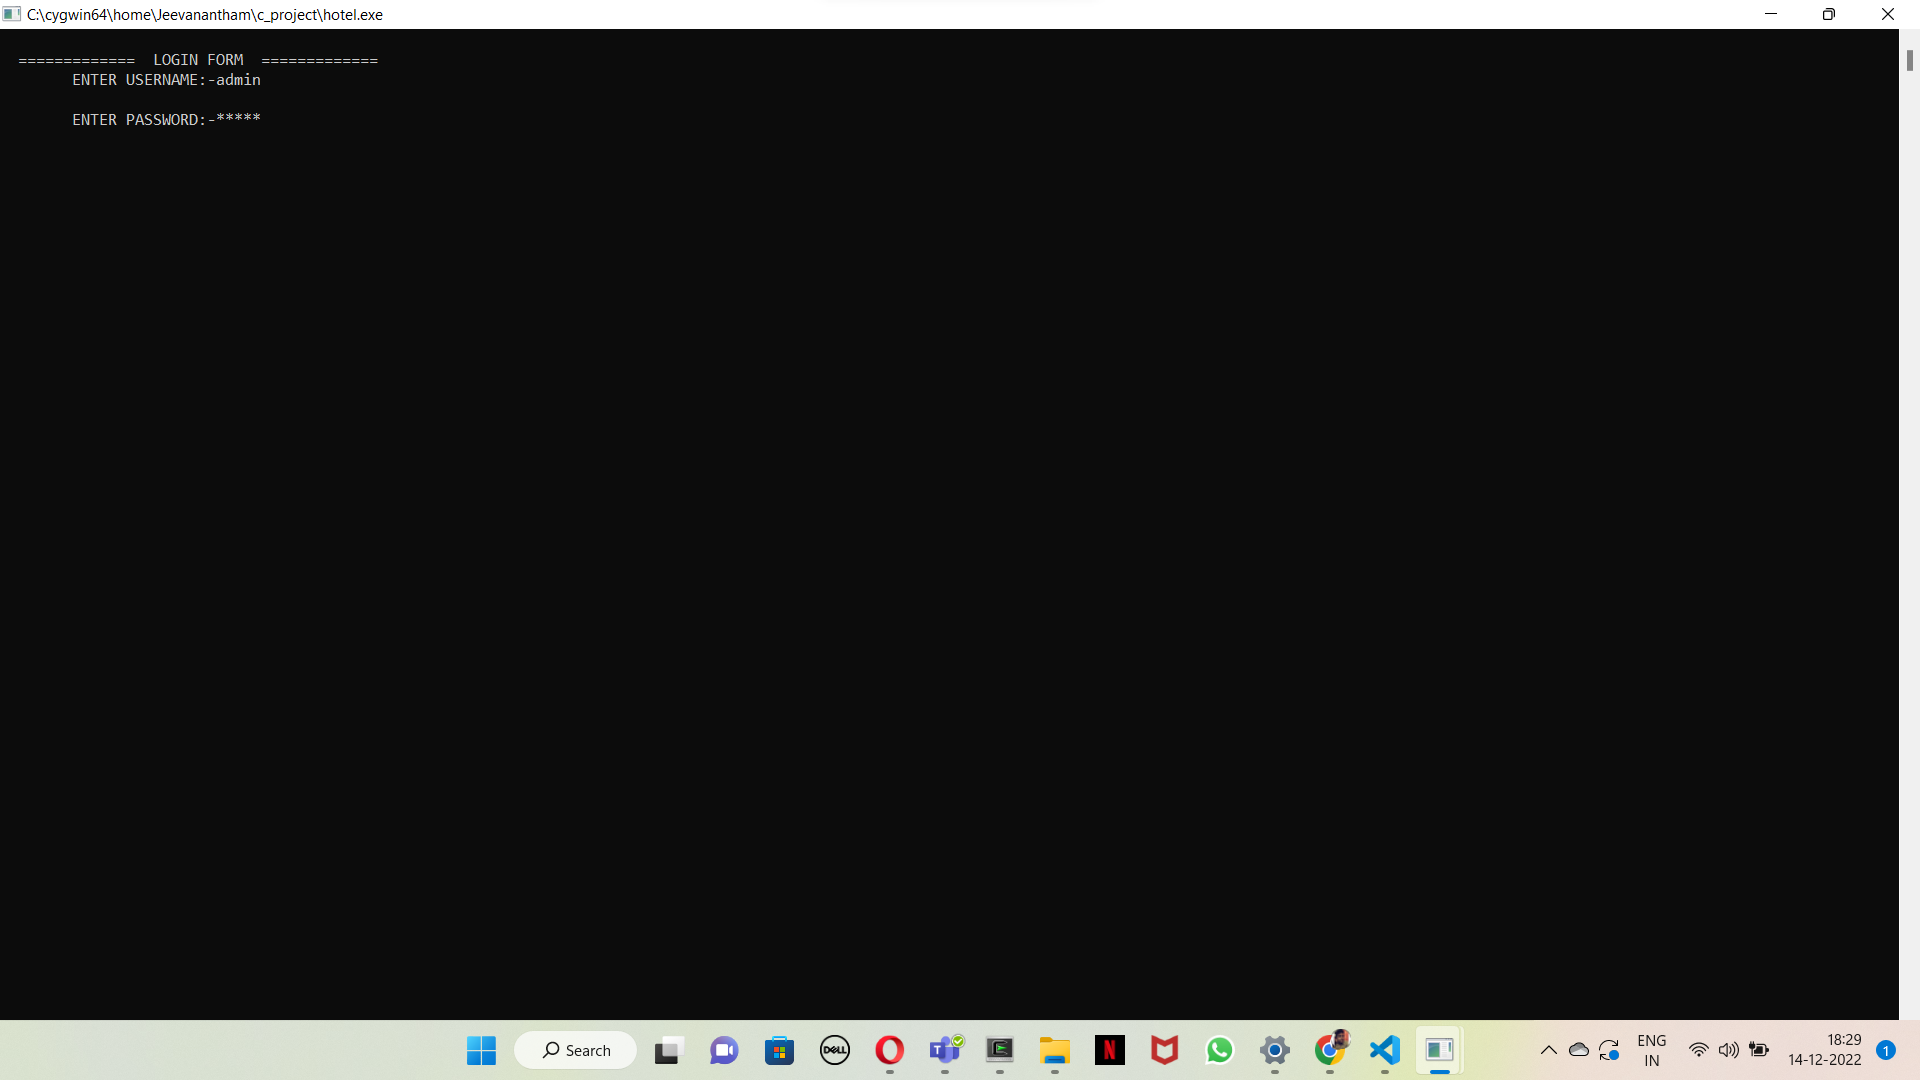 C:\cygwin64\home\Jeevanantham\c_project\hotel.exe
=============  LOGIN FORM  =============
ENTER USERNAME:-admin
ENTER PASSWORD:-*****
Search
DELL
T
N
ENG
IN
18:29
14-12-2022
1